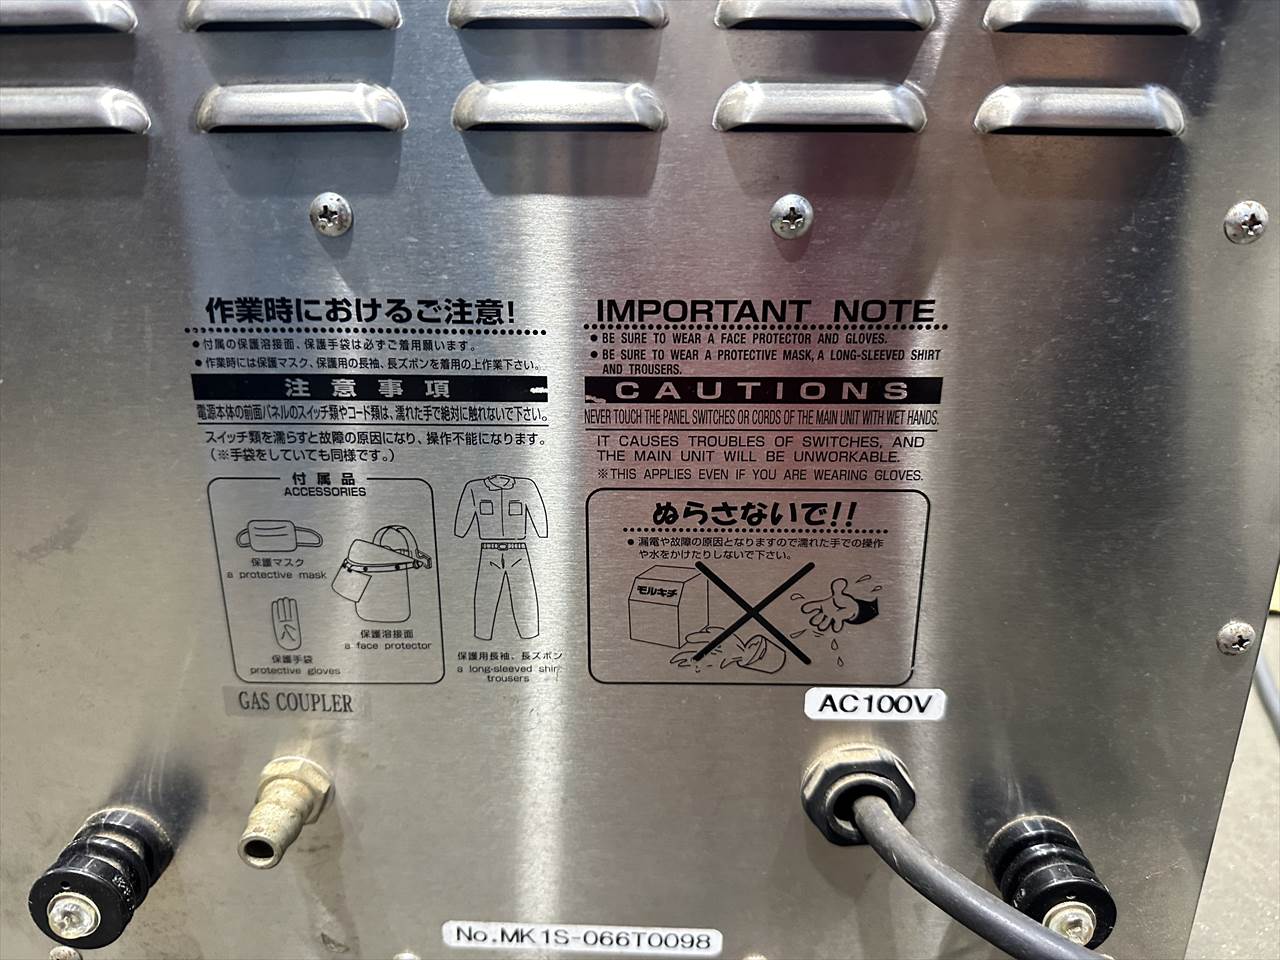 作業時におけるご注意!
●付属の保護溶接面、保護手袋は必ずご着用願います。
●作業時には保護マスク、保護用の長袖、長ズボンを着用の上作業下さい。
注意事項
電源本体の前面パネルのスイッチ類やコード類は、濡れた手で絶対に触れないで下さい。
スイッチ類を濡らすと故障の原因になり、操作不能になります。
(※手袋をしていても同様です。)
付属品
ACCESSORIES
保護マスク
a protective mask
保護手袋
protective gloves
保護溶接面
a face protector
保護用長袖、長ズボン
a long-sleeved shirt
trousers
IMPORTANT NOTE
●BE SURE TO WEAR A FACE PROTECTOR AND GLOVES.
●BE SURE TO WEAR A PROTECTIVE MASK, A LONG-SLEEVED SHIRT
AND TROUSERS.
CAUTIONS
NEVER TOUCH THE PANEL SWITCHES OR CORDS OF THE MAIN UNIT WITH WET HANDS.
IT CAUSES TROUBLES OF SWITCHES, AND
THE MAIN UNIT WILL BE UNWORKABLE.
※THIS APPLIES EVEN IF YOU ARE WEARING GLOVES.
ぬらさないで!!
●漏電や故障の原因となりますので濡れた手での操作
や水をかけたりしないで下さい。
モルキチ
GAS COUPLER
AC100V
No.MK1S-066T0098